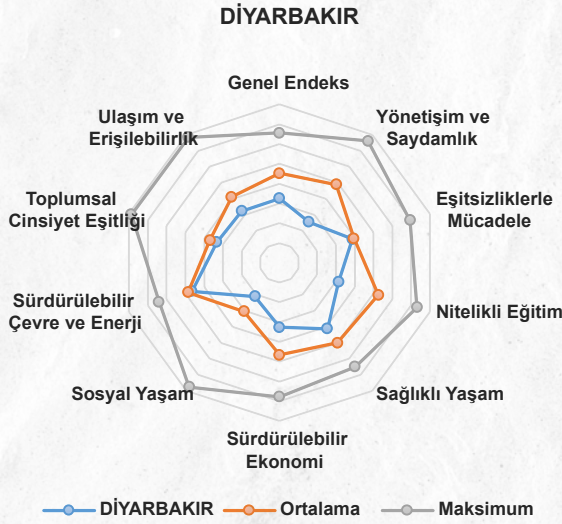 DİYARBAKIR
Genel Endeks
Yönetişim ve
Saydamlık
Eşitsizliklerle
Mücadele
Nitelikli Eğitim
Sağlıklı Yaşam
Sürdürülebilir
Ekonomi
Sosyal Yaşam
Sürdürülebilir
Çevre ve Enerji
Toplumsal
Cinsiyet Eşitliği
Ulaşım ve
Erişilebilirlik
DİYARBAKIR
Ortalama
Maksimum